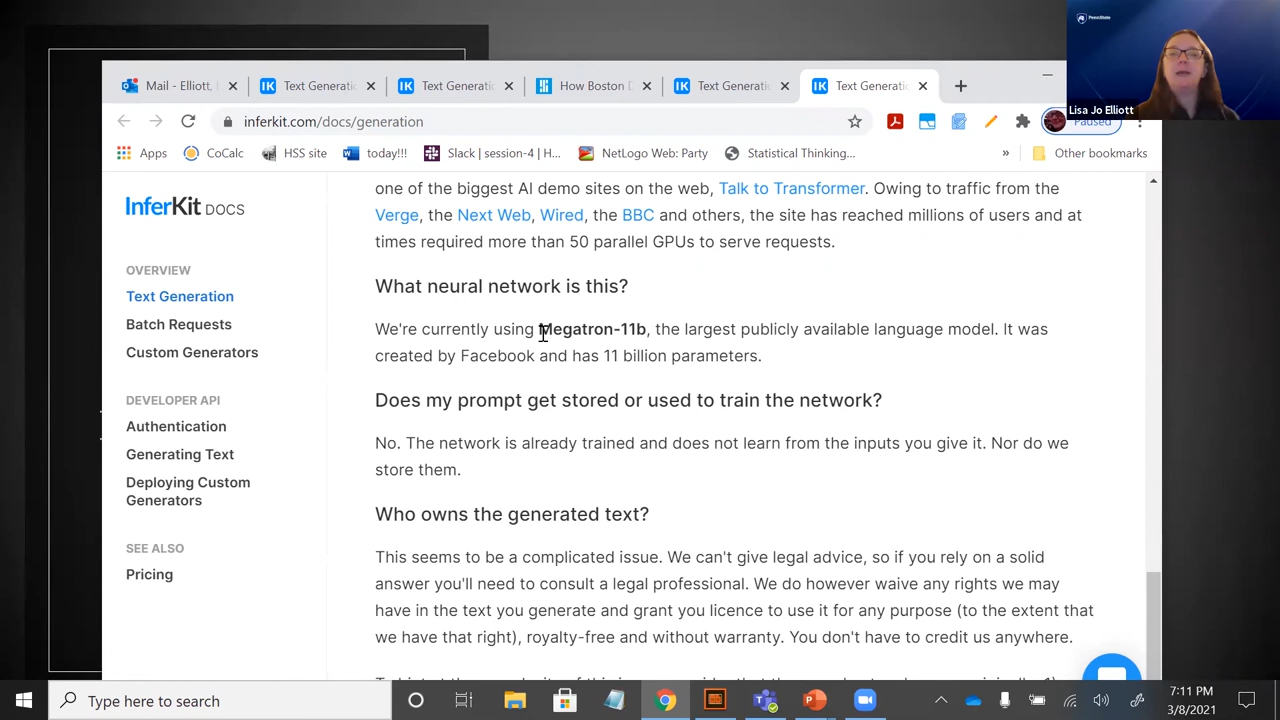 PennState
Lisa Jo Elliott
Mail - Elliott,
Text Generati
Text Generatio
How Boston D
Text Generati
Text Generati
inferkit.com/docs/generation
Paused
Apps
CoCalc
HSS site
today!!!
Slack | session-4 | H...
NetLogo Web: Party
Statistical Thinking...
»
Other bookmarks
InferKit DOCS
OVERVIEW
Text Generation
Batch Requests
Custom Generators
DEVELOPER API
Authentication
Generating Text
Deploying Custom
Generators
SEE ALSO
Pricing
one of the biggest AI demo sites on the web, Talk to Transformer. Owing to traffic from the
Verge, the Next Web, Wired, the BBC and others, the site has reached millions of users and at
times required more than 50 parallel GPUs to serve requests.
What neural network is this?
We're currently using Megatron-11b, the largest publicly available language model. It was
created by Facebook and has 11 billion parameters.
Does my prompt get stored or used to train the network?
No. The network is already trained and does not learn from the inputs you give it. Nor do we
store them.
Who owns the generated text?
This seems to be a complicated issue. We can't give legal advice, so if you rely on a solid
answer you'll need to consult a legal professional. We do however waive any rights we may
have in the text you generate and grant you licence to use it for any purpose (to the extent that
we have that right), royalty-free and without warranty. You don't have to credit us anywhere.
Type here to search
7:11 PM
3/8/2021